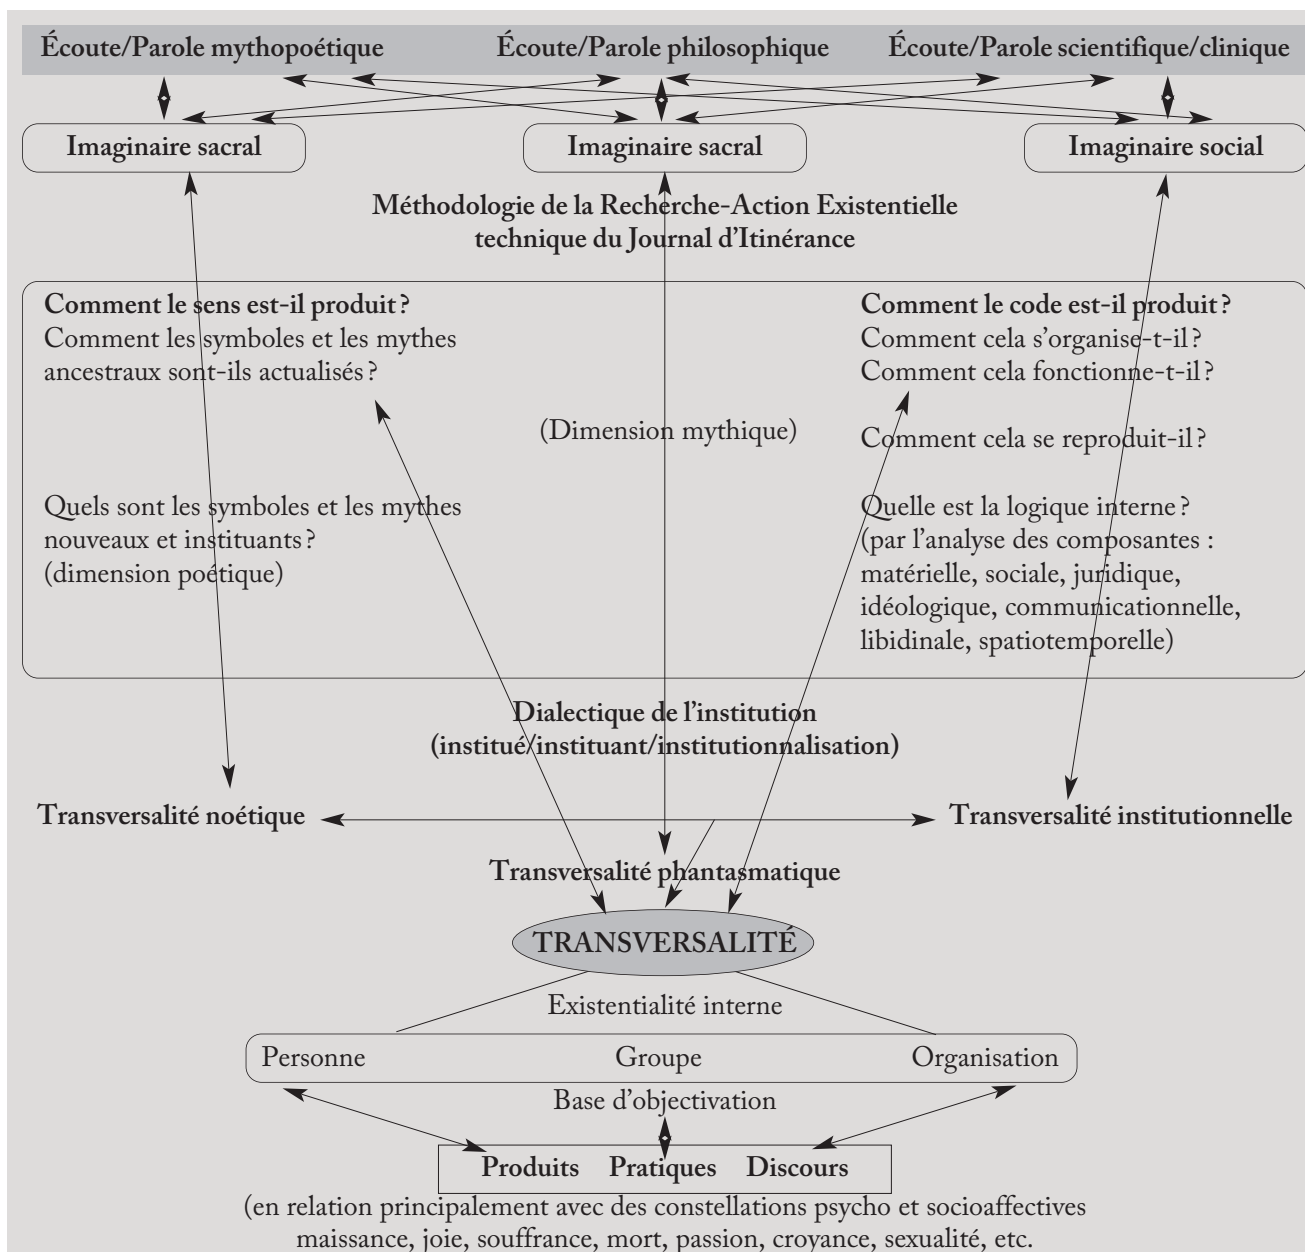 Écoute/Parole mythopoétique
Écoute/Parole philosophique
Écoute/Parole scientifique/clinique
Imaginaire sacral
Imaginaire sacral
Imaginaire social
Méthodologie de la Recherche-Action Existentielle
technique du Journal d'Itinérance
Comment le sens est-il produit ?
Comment les symboles et les mythes
ancestraux sont-ils actualisés ?
Quels sont les symboles et les mythes
nouveaux et instituants ?
(dimension poétique)
(Dimension mythique)
Comment le code est-il produit ?
Comment cela s'organise-t-il ?
Comment cela fonctionne-t-il ?
Comment cela se reproduit-il ?
Quelle est la logique interne ?
(par l'analyse des composantes :
matérielle, sociale, juridique,
idéologique, communicationnelle,
libidinale, spatiotemporelle)
Dialectique de l'institution
(institué/instituant/institutionnalisation)
Transversalité noétique
Transversalité institutionnelle
Transversalité phantasmatique
TRANSVERSALITÉ
Existentialité interne
Personne
Groupe
Organisation
Base d'objectivation
Produits Pratiques Discours
(en relation principalement avec des constellations psycho et socioaffectives
maissance, joie, souffrance, mort, passion, croyance, sexualité, etc.